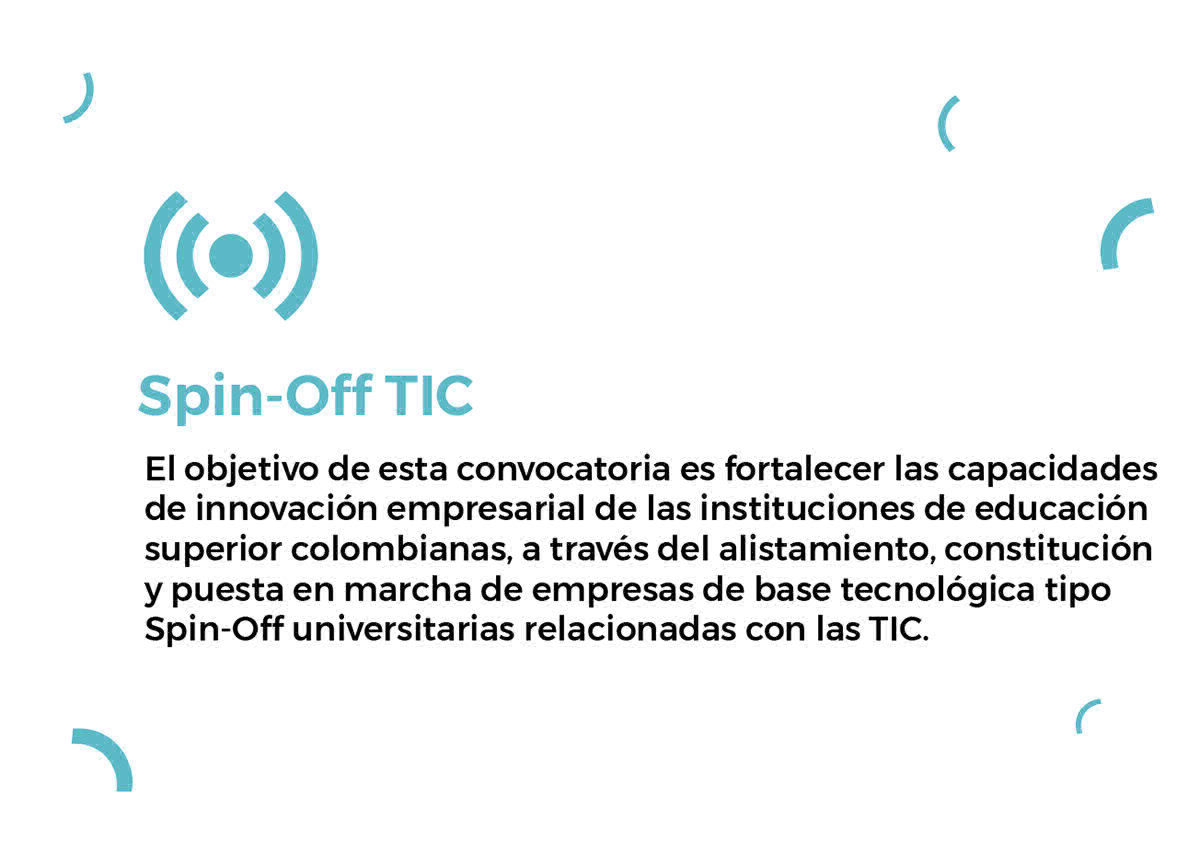 Spin-Off TIC
El objetivo de esta convocatoria es fortalecer las capacidades
de innovación empresarial de las instituciones de educación
superior colombianas, a través del alistamiento, constitución
y puesta en marcha de empresas de base tecnológica tipo
Spin-Off universitarias relacionadas con las TIC.